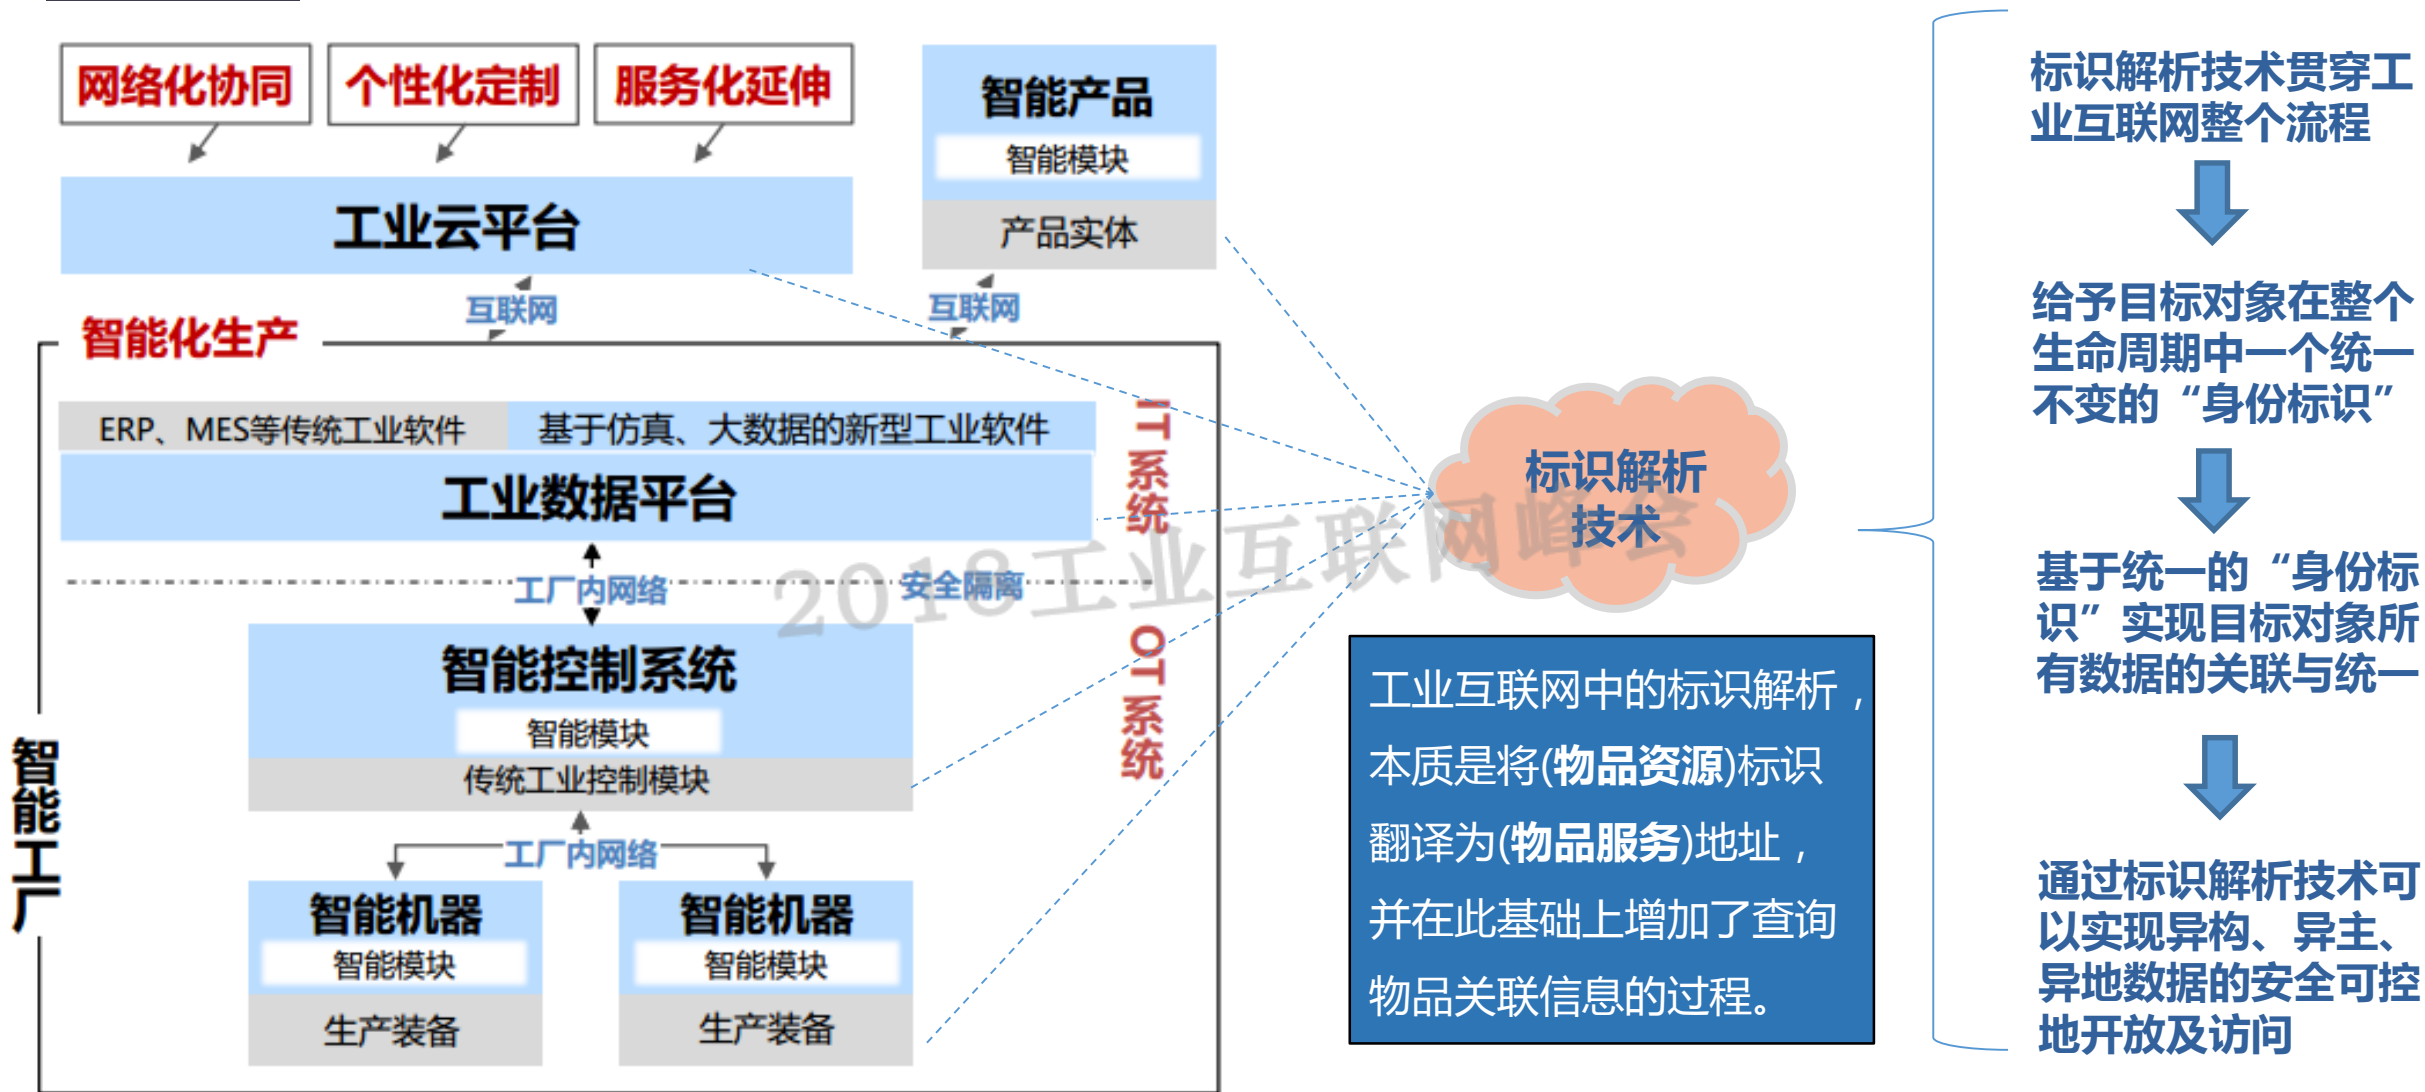 网络化协同
个性化定制
服务化延伸
智能产品
智能模块
产品实体
工业云平台
互联网
互联网
智能化生产
ERP、MES等传统工业软件
基于仿真、大数据的新型工业软件
IT系统
工业数据平台
工厂内网络
安全隔离
OT系统
智能控制系统
智能模块
传统工业控制模块
工厂内网络
智能机器
智能模块
生产装备
智能机器
智能模块
生产装备
智能工厂
2018工业互联网峰会
标识解析
技术
工业互联网中的标识解析，
本质是将(物品资源)标识
翻译为(物品服务)地址，
并在此基础上增加了查询
物品关联信息的过程。
标识解析技术贯穿工
业互联网整个流程
给予目标对象在整个
生命周期中一个统一
不变的“身份标识”
基于统一的“身份标
识”实现目标对象所
有数据的关联与统一
通过标识解析技术可
以实现异构、异主、
异地数据的安全可控
地开放及访问